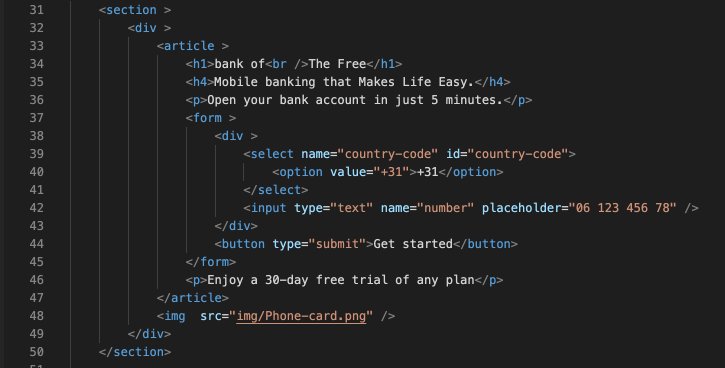 31 <section >
32 <div >
33 <article >
34 <h1>bank of<br />The Free</h1>
35 <h4>Mobile banking that Makes Life Easy.</h4>
36 <p>Open your bank account in just 5 minutes.</p>
37 <form >
38 <div >
39 <select name="country-code" id="country-code">
40 <option value="+31">+31</option>
41 </select>
42 <input type="text" name="number" placeholder="06 123 456 78" />
43 </div>
44 <button type="submit">Get started</button>
45 </form>
46 <p>Enjoy a 30-day free trial of any plan</p>
47 </article>
48 <img  src="img/Phone-card.png" />
49 </div>
50 </section>